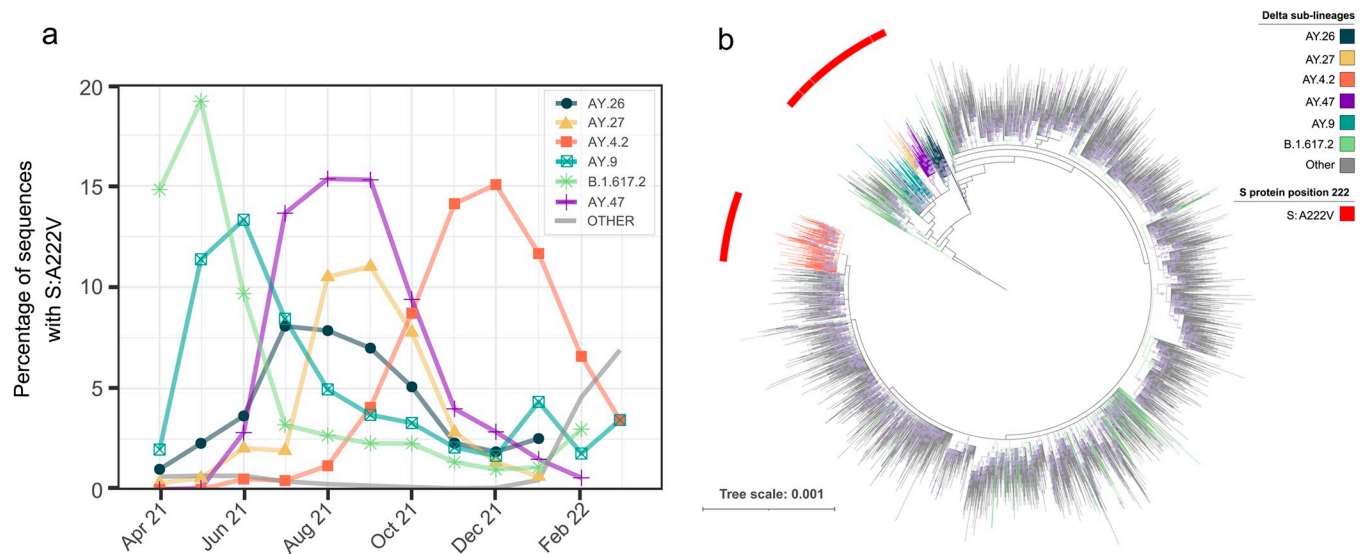 a
Percentage of sequences
with S:A222V
20
15
10
5
0
Apr 21
Jun 21
Aug 21
Oct 21
Dec 21
Feb 22
AY.26
AY.27
AY.4.2
AY.9
B.1.617.2
AY.47
OTHER
b
Tree scale: 0.001
Delta sub-lineages
AY.26
AY.27
AY.4.2
AY.47
AY.9
B.1.617.2
Other
S protein position 222
S:A222V